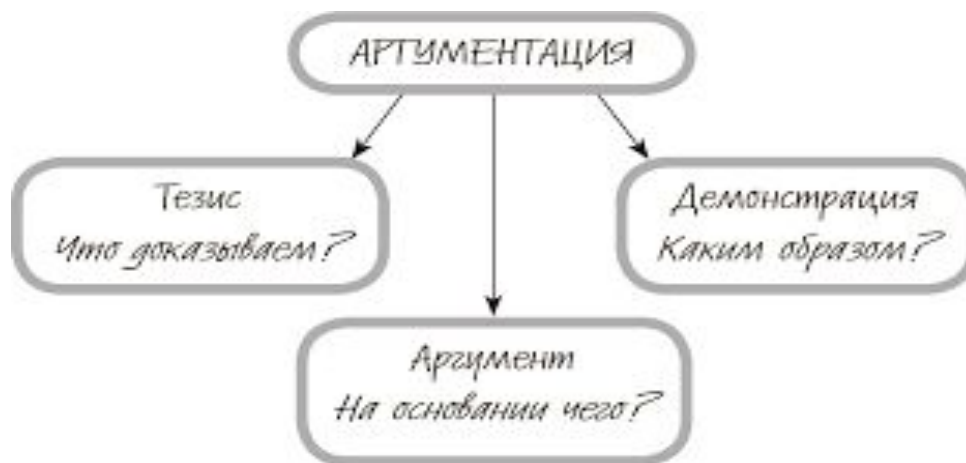 АРГУМЕНТАЦИЯ
Тезис
Что доказываем?
Демонстрация
Каким образом?
Аргумент
На основании чего?